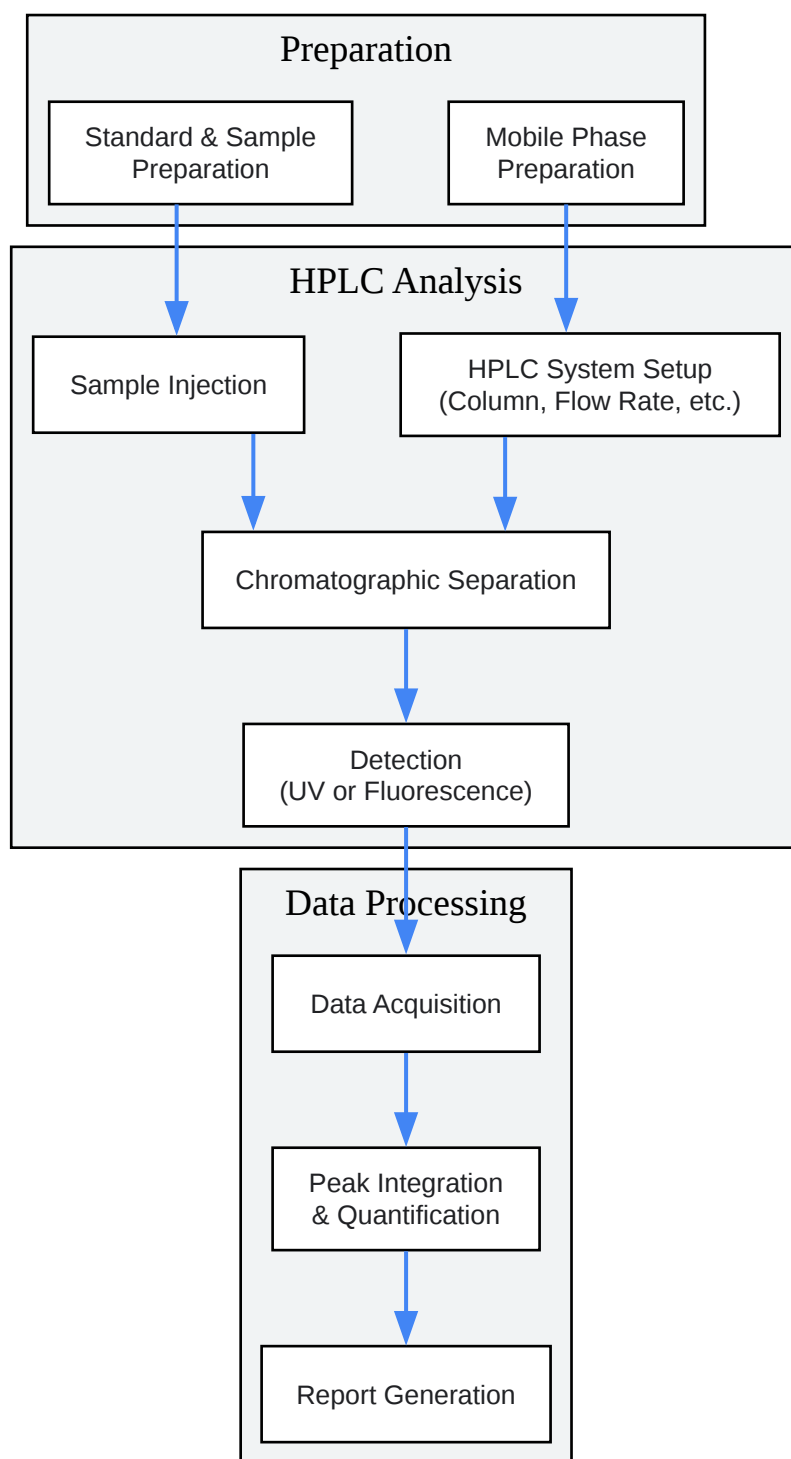 Preparation
Standard & Sample
Preparation
Mobile Phase
Preparation
HPLC Analysis
Sample Injection
HPLC System Setup
(Column, Flow Rate, etc.)
Chromatographic Separation
Detection
(UV or Fluorescence)
Data Processing
Data Acquisition
Peak Integration
& Quantification
Report Generation